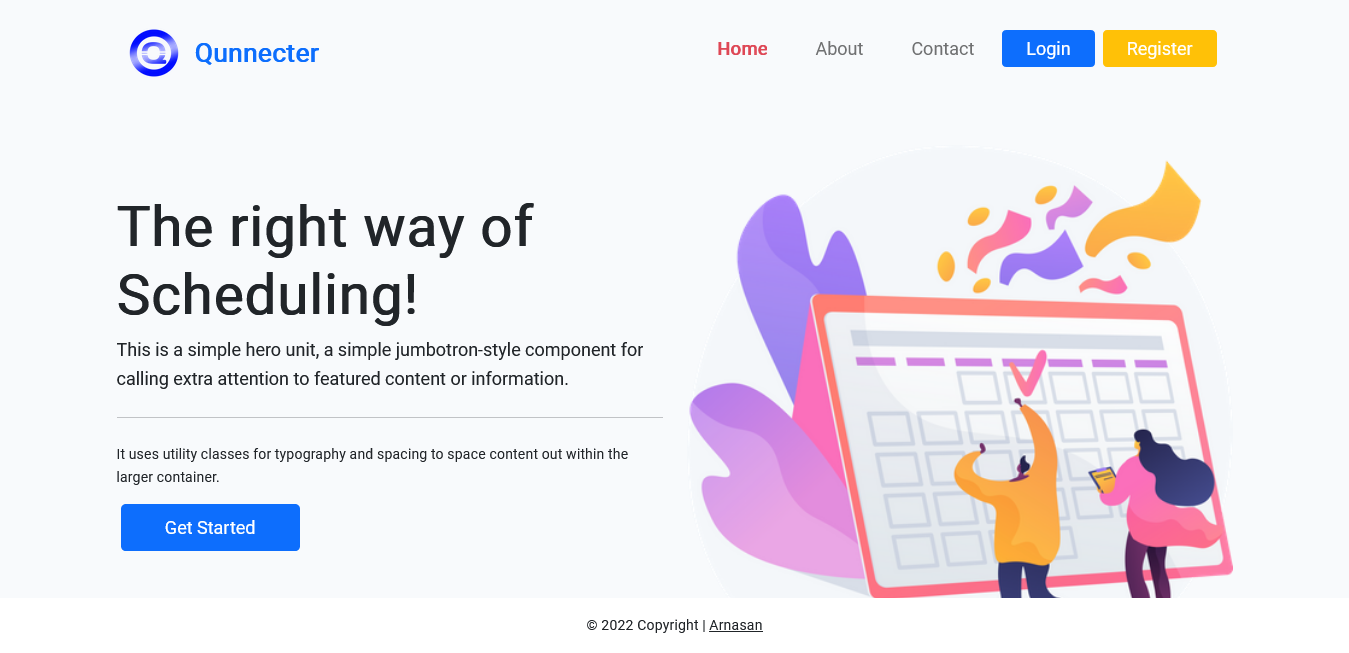 Qunnecter
Home About Contact Login Register
The right way of
Scheduling!
This is a simple hero unit, a simple jumbotron-style component for
calling extra attention to featured content or information.
It uses utility classes for typography and spacing to space content out within the
larger container.
Get Started
© 2022 Copyright | Arnasan